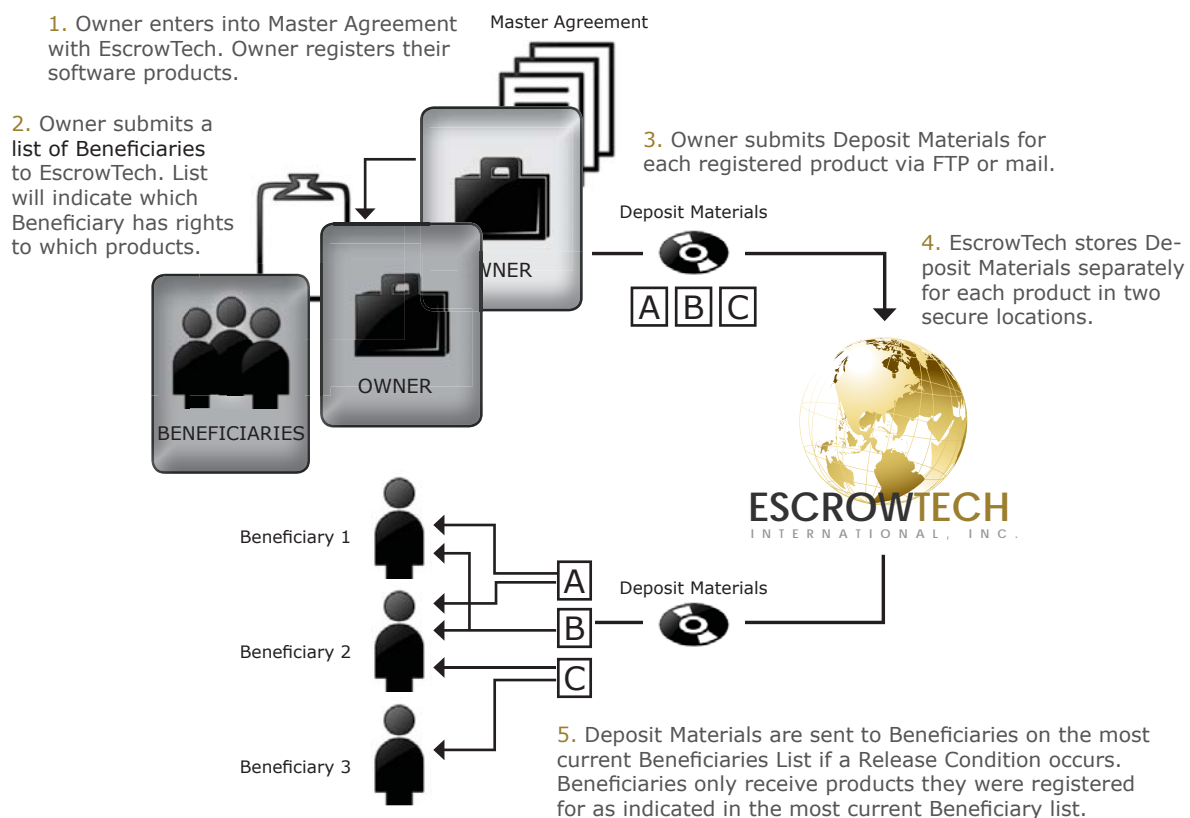 1. Owner enters into Master Agreement
with EscrowTech. Owner registers their
software products.
Master Agreement
2. Owner submits a
list of Beneficiaries
to EscrowTech. List
will indicate which
Beneficiary has rights
to which products.
3. Owner submits Deposit Materials for
each registered product via FTP or mail.
Deposit Materials
A B C
4. EscrowTech stores De-
posit Materials separately
for each product in two
secure locations.
WNER
OWNER
BENEFICIARIES
ESCROWTECH
INTERNATIONAL, INC.
Beneficiary 1
Beneficiary 2
Beneficiary 3
A
B
C
Deposit Materials
5. Deposit Materials are sent to Beneficiaries on the most
current Beneficiaries List if a Release Condition occurs.
Beneficiaries only receive products they were registered
for as indicated in the most current Beneficiary list.